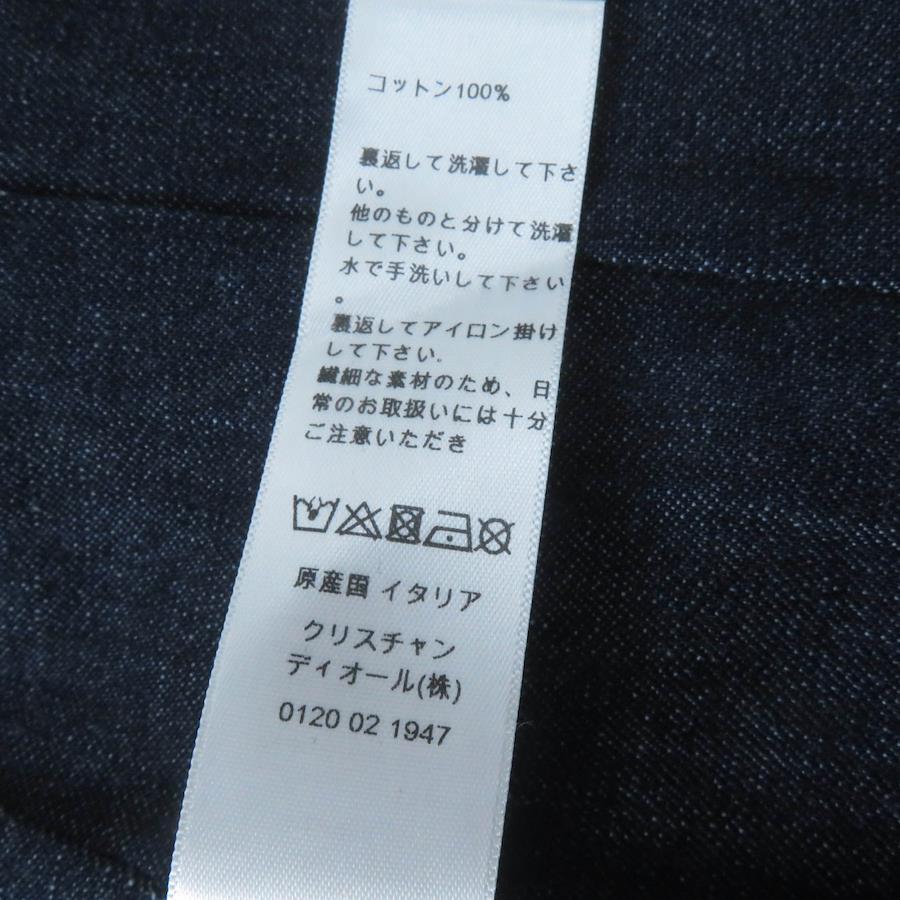 コットン100%
裏返して洗濯して下さ
い。
他のものと分けて洗濯
して下さい。
水で手洗いして下さい
。
裏返してアイロン掛け
して下さい.
繊細な素材のため、日
常のお取扱いには十分
ご注意いただき
原産国 イタリア
クリスチャン
ディオール(株)
0120 02 1947